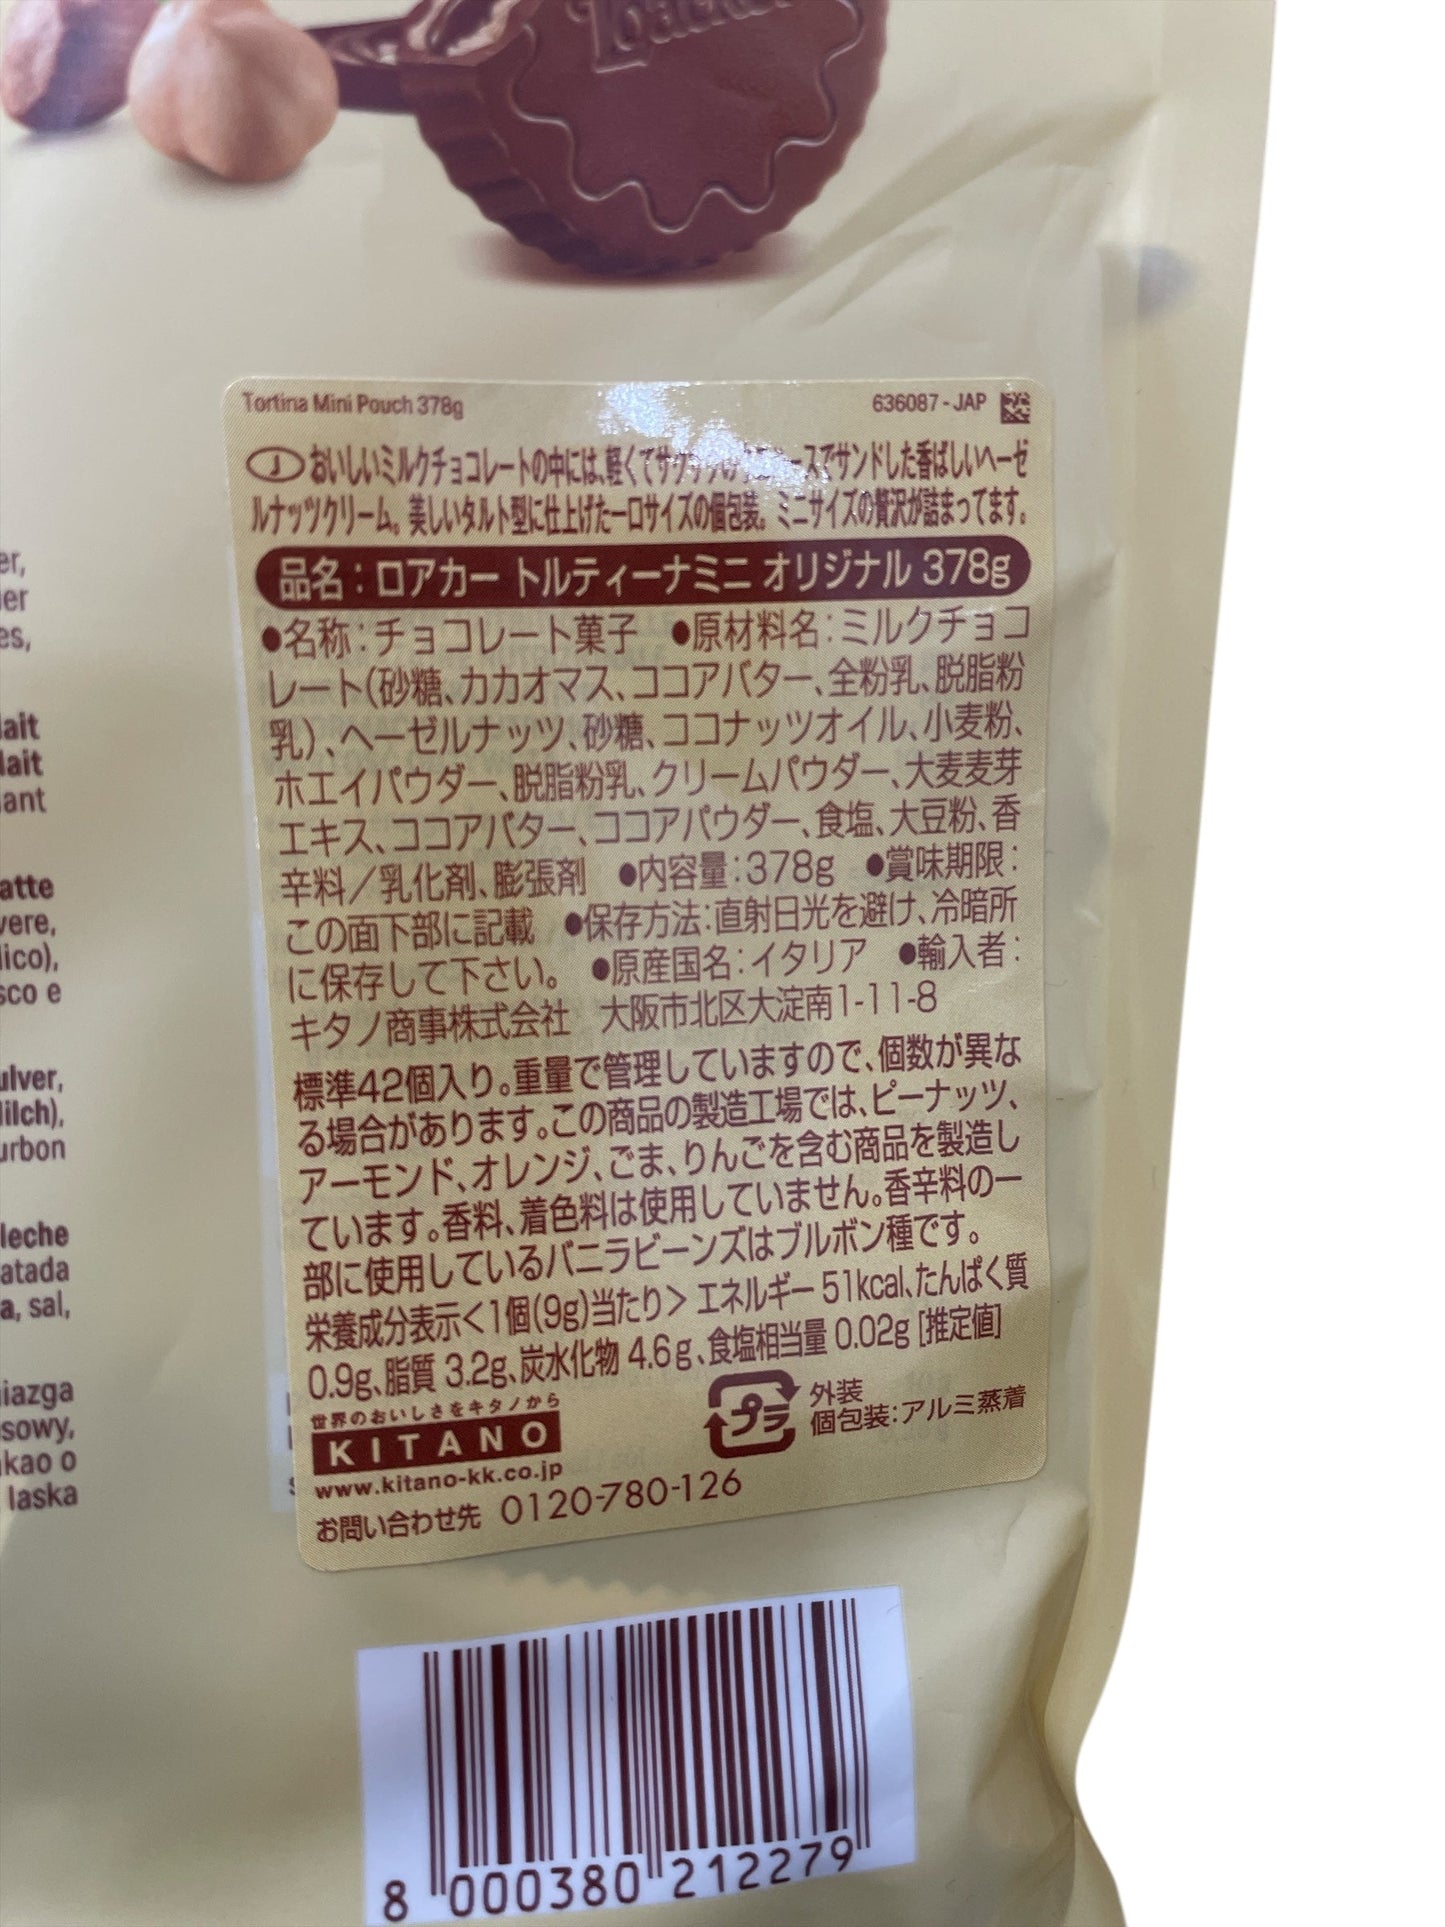 Loacker
er,
er
es,
lait
lait
ant
atte
vere,
lico),
sco e
ulver,
Milch),
urbon
leche
atada
a, sal,
iazga
sowy,
kao o
laska
Tortina Mini Pouch 378g 636087-JAP
J おいしいミルクチョコレートの中には、軽くてサクサク スでサンドした香ばしいヘーゼ
ルナッツクリーム。美しいタルト型に仕上げた一口サイズの個包装。ミニサイズの贅沢が詰まってます。
品名：ロアカー トルティーナミニ オリジナル 378g
●名称：チョコレート菓子 ●原材料名：ミルクチョコ
レート（砂糖、カカオマス、ココアバター、全粉乳、脱脂粉
乳）、ヘーゼルナッツ、砂糖、ココナッツオイル、小麦粉、
ホエイパウダー、脱脂粉乳、クリームパウダー、大麦麦芽
エキス、ココアバター、ココアパウダー、食塩、大豆粉、香
辛料／乳化剤、膨張剤 ●内容量：378g ●賞味期限：
この面下部に記載 ●保存方法：直射日光を避け、冷暗所
に保存して下さい。 ●原産国名：イタリア ●輸入者：
キタノ商事株式会社 大阪市北区大淀南1-11-8
標準42個入り。重量で管理していますので、個数が異な
る場合があります。この商品の製造工場では、ピーナッツ、
アーモンド、オレンジ、ごま、りんごを含む商品を製造し
ています。香料、着色料は使用していません。香辛料の一
部に使用しているバニラビーンズはブルボン種です。
栄養成分表示＜1個(9g)当たり＞ エネルギー 51kcal、たんぱく質
0.9g、脂質 3.2g、炭水化物 4.6g、食塩相当量 0.02g [推定値]
世界のおいしさをキタノから
KITANO
www.kitano-kk.co.jp
プラ 外装
個包装：アルミ蒸着
お問い合わせ先 0120-780-126
8 000380 212279